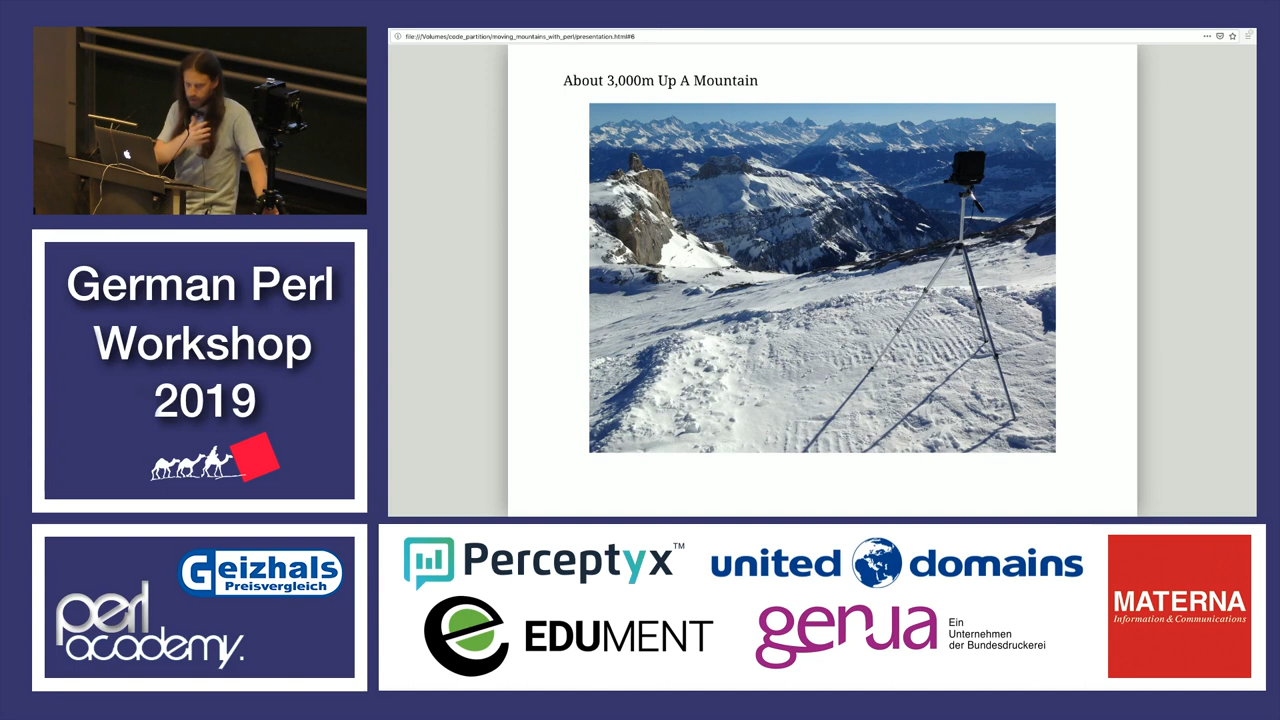 file:///Volumes/code_partition/moving_mountains_with_perl/presentation.html#6
About 3,000m Up A Mountain
German Perl
Workshop
2019
Geizhals
Preisvergleich
perl
academy.
Perceptyx™
united domains
EDUMENT
genua
Ein
Unternehmen
der Bundesdruckerei
MATERNA
Information & Communications